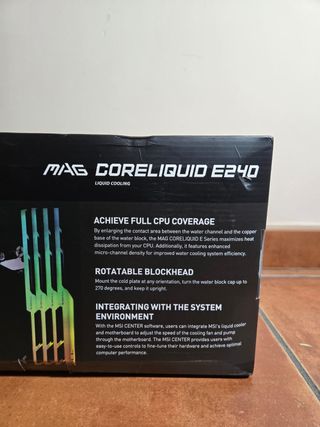 MAG CORELIQUID E240
LIQUID COOLING
ACHIEVE FULL CPU COVERAGE
By enlarging the contact area between the water channel and the copper
base of the water block, the MAG CORELIQUID E Series maximizes heat
dissipation from your CPU. Additionally, it features enhanced
micro-channel density for improved water cooling system efficiency.
ROTATABLE BLOCKHEAD
Mount the cold plate at any orientation, turn the water block cap up to
270 degrees, and keep it upright.
INTEGRATING WITH THE SYSTEM
ENVIRONMENT
With the MSI CENTER software, users can integrate MSI's liquid cooler
and motherboard to adjust the speed of the cooling fan and pump
through the motherboard. The MSI CENTER provides users with
easy-to-use controls to fine-tune their hardware and achieve optimal
computer performance.